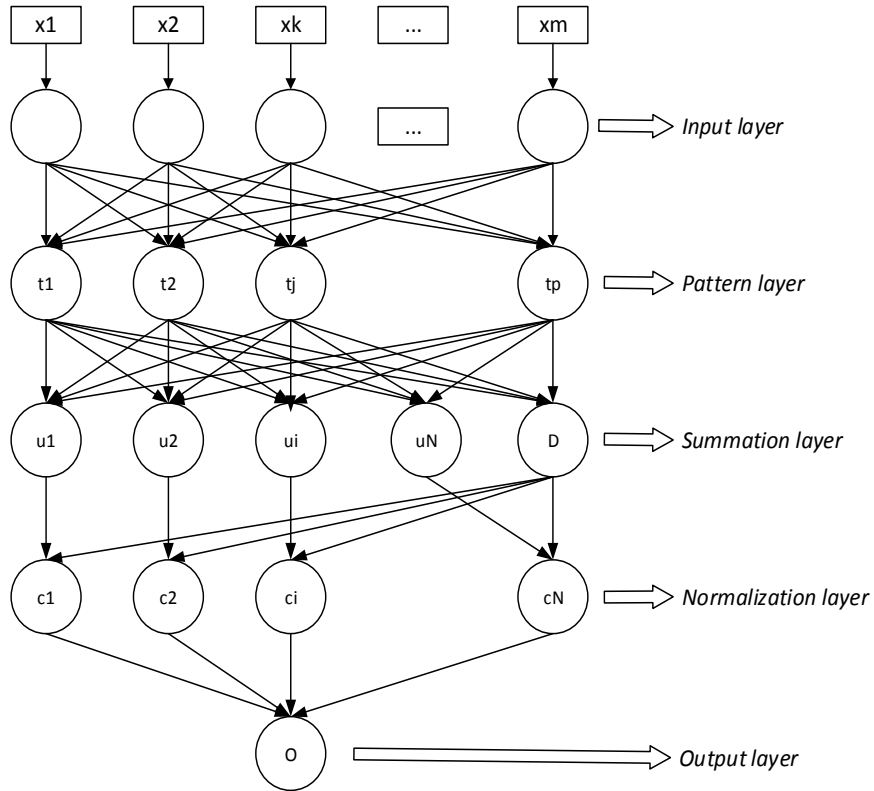 x1 x2 xk ... xm
... Input layer
t1 t2 tj tp Pattern layer
u1 u2 ui uN D Summation layer
c1 c2 ci cN Normalization layer
O Output layer